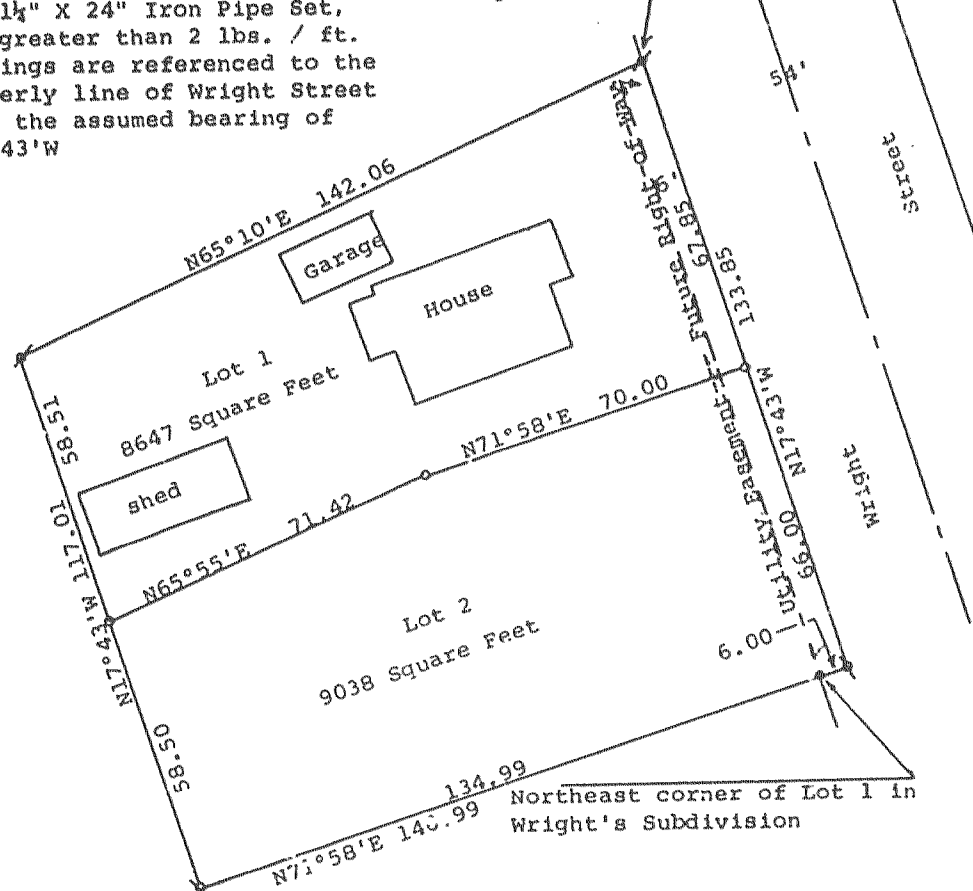 1¼" X 24" Iron Pipe Set,
greater than 2 lbs. / ft.
ings are referenced to the
erly line of Wright Street
the assumed bearing of
43'W
54'
Street
Wright
N65°10'E 142.06
Garage
House
Future Right-of-Way
67.85
133.85
Lot 1
8647 Square Feet
58.51
shed
N71°58'E 70.00
N65°55'E 71.42
N17°43'W
66.00
Utility Easement
N17°43'W 117.01
Lot 2
9038 Square Feet
6.00
58.50
134.99
N71°58'E 140.99
Northeast corner of Lot 1 in
Wright's Subdivision